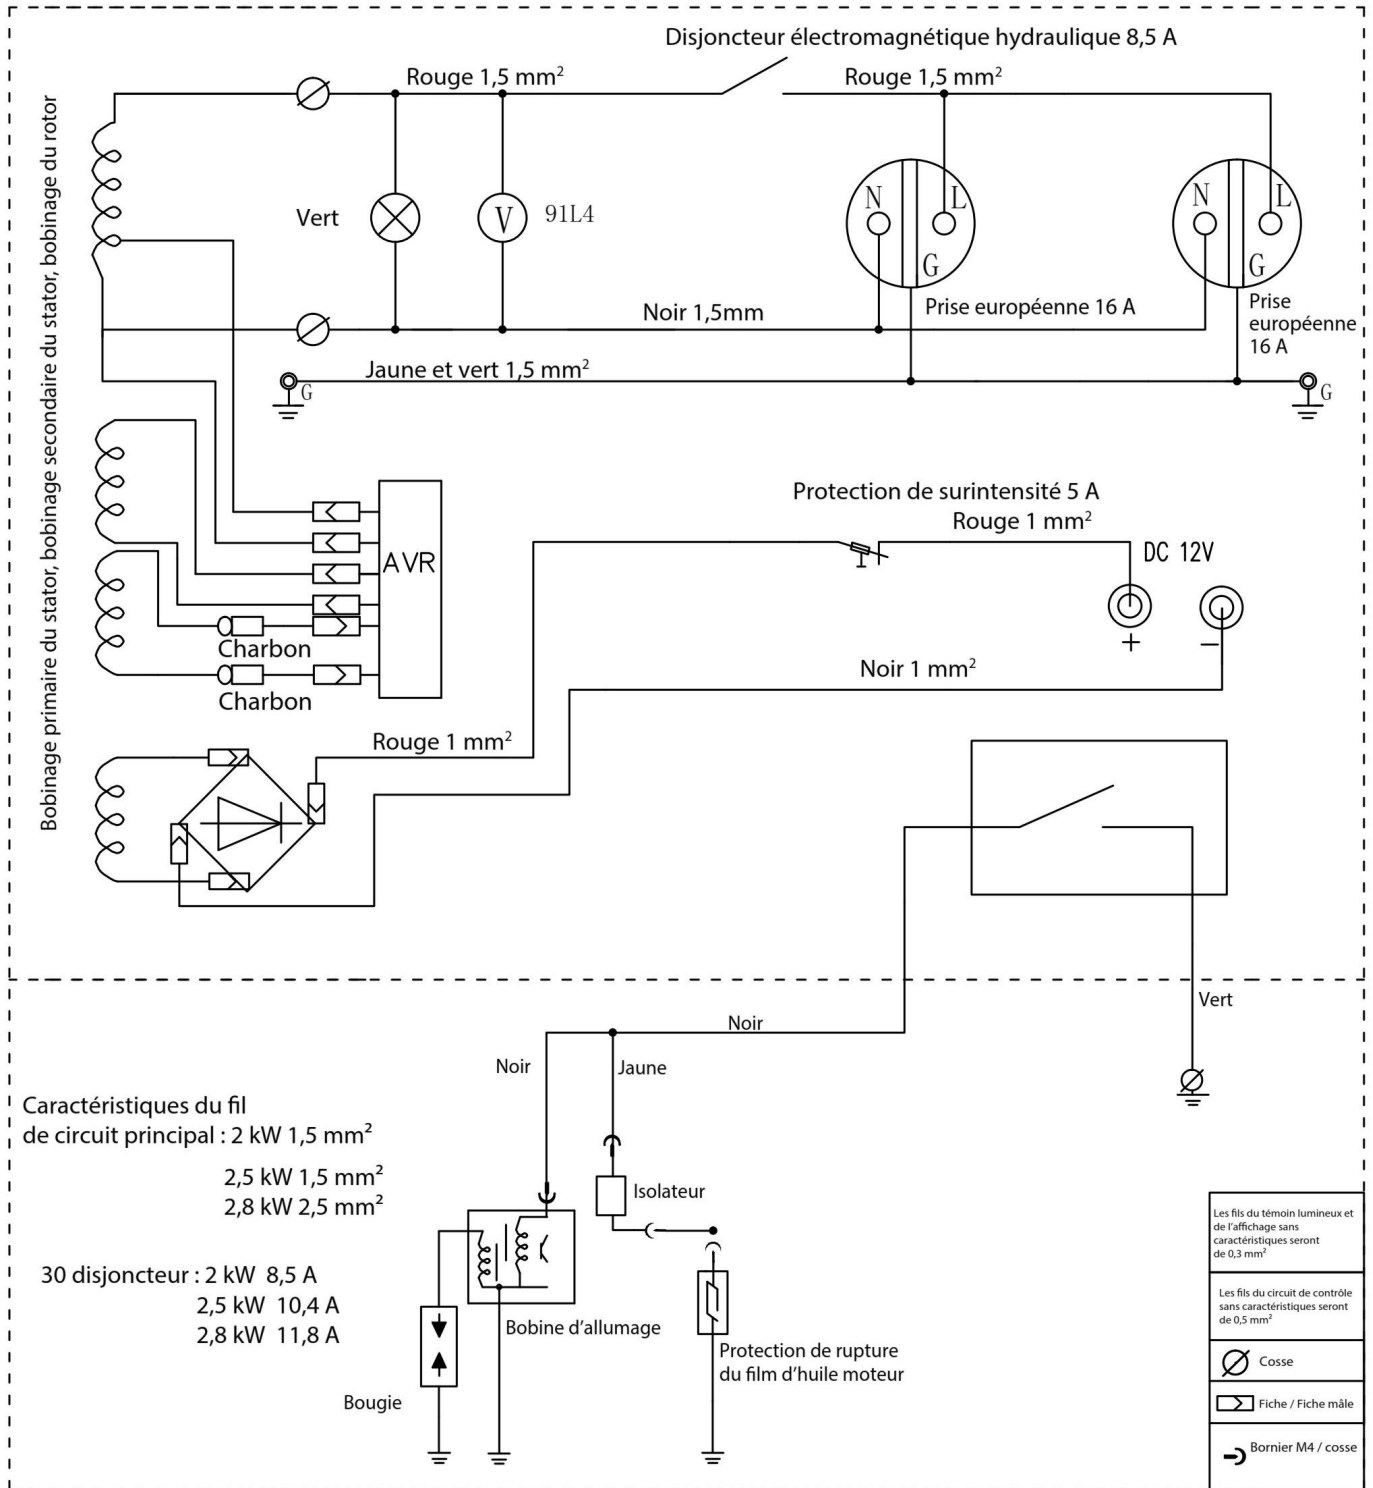 Disjoncteur électromagnétique hydraulique 8,5 A
Rouge 1,5 mm²
Rouge 1,5 mm²
Bobinage primaire du stator, bobinage secondaire du stator, bobinage du rotor
Vert
V
91L4
N
L
G
N
L
G
Noir 1,5mm
Prise européenne 16 A
Prise
européenne
16 A
Jaune et vert 1,5 mm²
G
G
Protection de surintensité 5 A
Rouge 1 mm²
AVR
DC 12V
+
−
Charbon
Charbon
Noir 1 mm²
Rouge 1 mm²
Vert
Noir
Noir
Jaune
Caractéristiques du fil
de circuit principal : 2 kW 1,5 mm²
2,5 kW 1,5 mm²
2,8 kW 2,5 mm²
Isolateur
30 disjoncteur : 2 kW 8,5 A
2,5 kW 10,4 A
2,8 kW 11,8 A
Bobine d'allumage
Protection de rupture
du film d'huile moteur
Bougie
Les fils du témoin lumineux et
de l'affichage sans
caractéristiques seront
de 0,3 mm²
Les fils du circuit de contrôle
sans caractéristiques seront
de 0,5 mm²
Cosse
Fiche / Fiche mâle
Bornier M4 / cosse